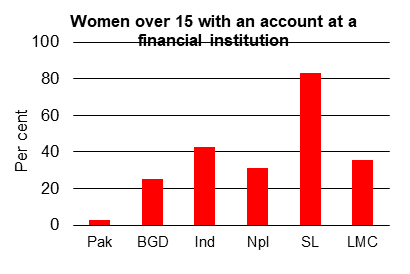 Women over 15 with an account at a
financial institution
100
80
60
40
20
0
Per cent
Pak BGD Ind Npl SL LMC